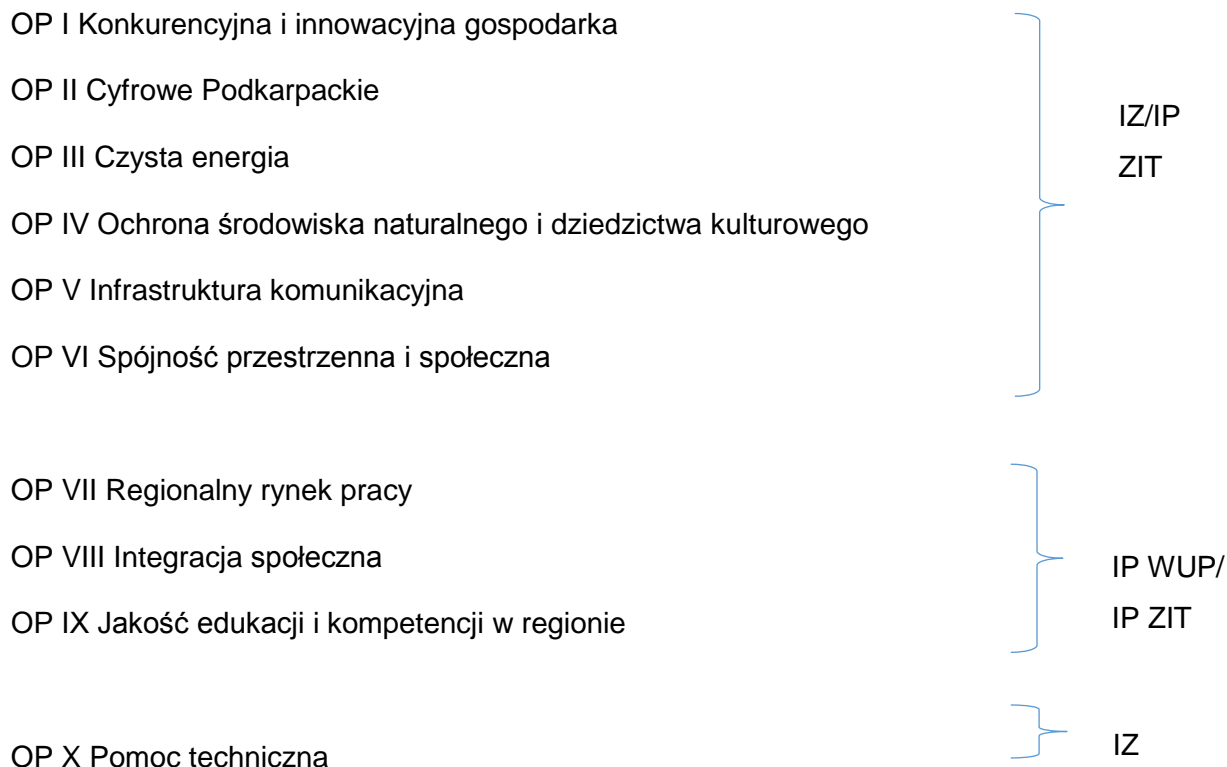 OP I Konkurencyjna i innowacyjna gospodarka
OP II Cyfrowe Podkarpackie
OP III Czysta energia
OP IV Ochrona środowiska naturalnego i dziedzictwa kulturowego
OP V Infrastruktura komunikacyjna
OP VI Spójność przestrzenna i społeczna
IZ/IP
ZIT
OP VII Regionalny rynek pracy
OP VIII Integracja społeczna
OP IX Jakość edukacji i kompetencji w regionie
IP WUP/
IP ZIT
OP X Pomoc techniczna
IZ